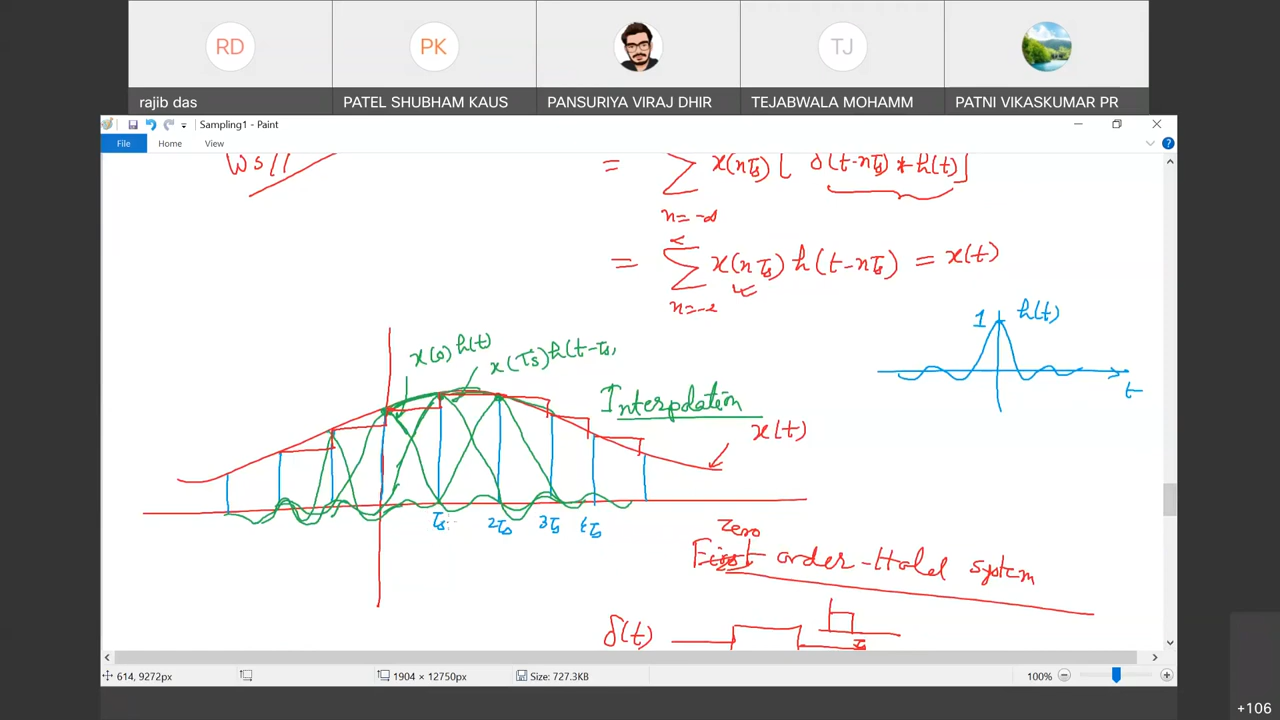 RD
PK
TJ
rajib das
PATEL SHUBHAM KAUS
PANSURIYA VIRAJ DHIR
TEJABWALA MOHAMM
PATNI VIKASKUMAR PR
Sampling1 - Paint
File
Home
View
= ∑ x(nTs) [ δ(t-nTs) * h(t)]
n=-∞
= ∑ x(nTs) h(t-nTs) = x(t)
1 h(t)
t
x(0) h(t)
x(Ts) h(t-Ts,
Interpolation
x(t)
Ts
2Ts
3Ts
4Ts
Zero
First order-Hold system
δ(t)
614, 9272px
1904 × 12750px
Size: 727.3KB
100%
+106